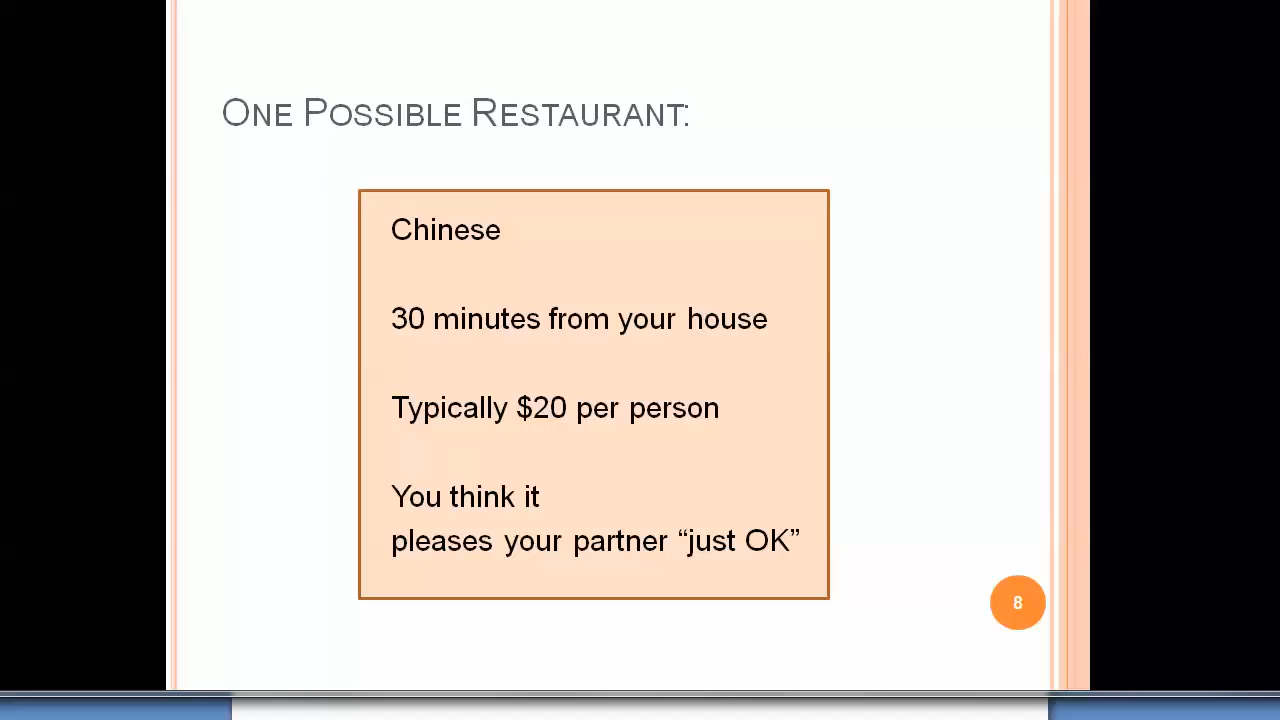 ONE POSSIBLE RESTAURANT:
Chinese
30 minutes from your house
Typically $20 per person
You think it
pleases your partner “just OK”
8